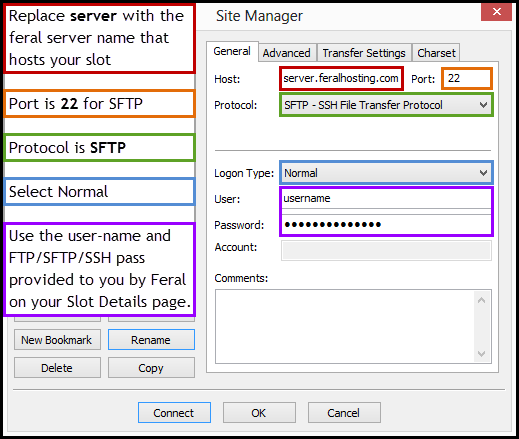 Replace server with the
feral server name that
hosts your slot
Port is 22 for SFTP
Protocol is SFTP
Select Normal
Use the user-name and
FTP/SFTP/SSH pass
provided to you by Feral
on your Slot Details page.
New Bookmark
Rename
Delete
Copy
Site Manager
General
Advanced
Transfer Settings
Charset
Host:
server.feralhosting.com
Port:
22
Protocol:
SFTP - SSH File Transfer Protocol
Logon Type:
Normal
User:
username
Password:
●●●●●●●●●●●●●●
Account:
Comments:
Connect
OK
Cancel